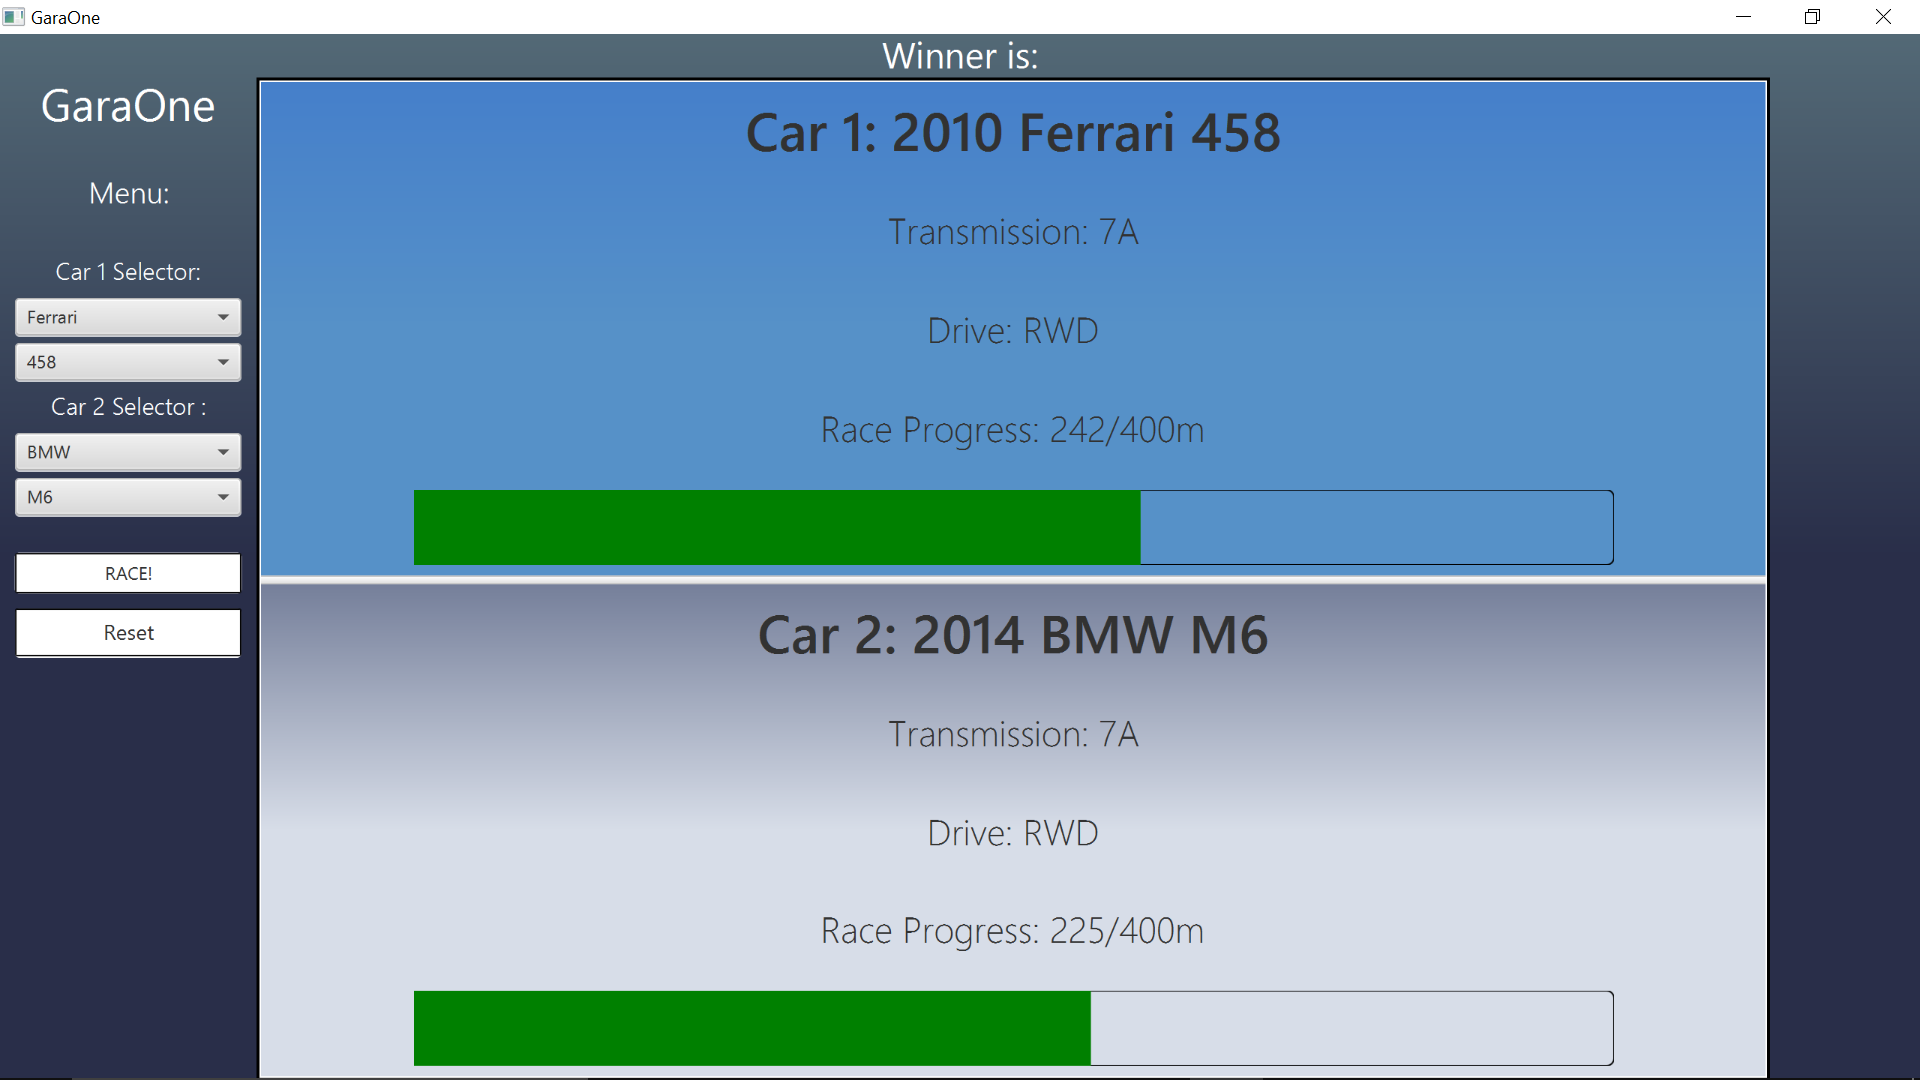 GaraOne
Winner is:
GaraOne
Menu:
Car 1 Selector:
Ferrari
458
Car 2 Selector :
BMW
M6
RACE!
Reset
Car 1: 2010 Ferrari 458
Transmission: 7A
Drive: RWD
Race Progress: 242/400m
Car 2: 2014 BMW M6
Transmission: 7A
Drive: RWD
Race Progress: 225/400m